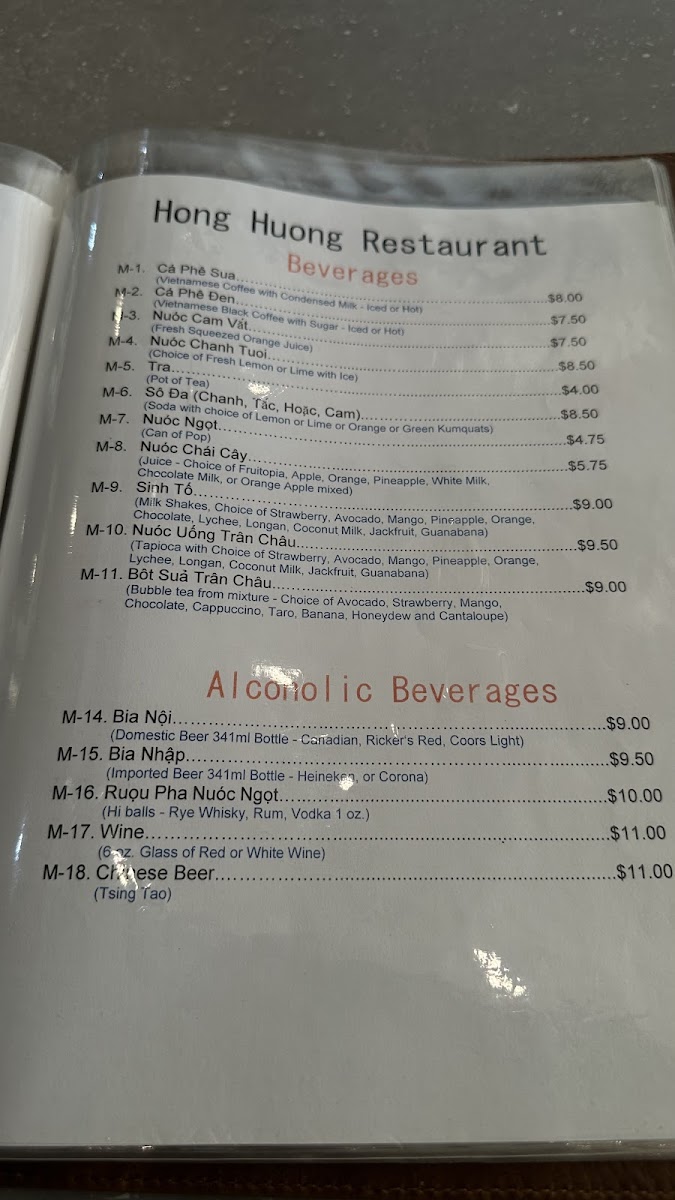 Hong Huong Restaurant
Beverages
M-1. Cá Phê Sua..............................$8.00
(Vietnamese Coffee with Condensed Milk - Iced or Hot)
M-2. Cá Phê Đen..............................$7.50
(Vietnamese Black Coffee with Sugar - Iced or Hot)
M-3. Nuóc Cam Vắt..............................$7.50
(Fresh Squeezed Orange Juice)
M-4. Nuóc Chanh Tuoi..............................$8.50
(Choice of Fresh Lemon or Lime with Ice)
M-5. Tra..............................$4.00
(Pot of Tea)
M-6. Sô Đa (Chanh, Tắc, Hoặc, Cam)..............................$8.50
(Soda with choice of Lemon or Lime or Orange or Green Kumquats)
M-7. Nuóc Ngọt..............................$4.75
(Can of Pop)
M-8. Nuóc Chái Cây..............................$5.75
(Juice - Choice of Fruitopia, Apple, Orange, Pineapple, White Milk,
Chocolate Milk, or Orange Apple mixed)
M-9. Sinh Tố..............................$9.00
(Milk Shakes, Choice of Strawberry, Avocado, Mango, Pineapple, Orange,
Chocolate, Lychee, Longan, Coconut Milk, Jackfruit, Guanabana)
M-10. Nuóc Uống Trân Châu..............................$9.50
(Tapioca with Choice of Strawberry, Avocado, Mango, Pineapple, Orange,
Lychee, Longan, Coconut Milk, Jackfruit, Guanabana)
M-11. Bôt Suả Trân Châu..............................$9.00
(Bubble tea from mixture - Choice of Avocado, Strawberry, Mango,
Chocolate, Cappuccino, Taro, Banana, Honeydew and Cantaloupe)
Alcoholic Beverages
M-14. Bia Nội..............................$9.00
(Domestic Beer 341ml Bottle - Canadian, Ricker's Red, Coors Light)
M-15. Bia Nhập..............................$9.50
(Imported Beer 341ml Bottle - Heineken, or Corona)
M-16. Ruọu Pha Nuóc Ngọt..............................$10.00
(Hi balls - Rye Whisky, Rum, Vodka 1 oz.)
M-17. Wine..............................$11.00
(6 oz. Glass of Red or White Wine)
M-18. Chinese Beer..............................$11.00
(Tsing Tao)